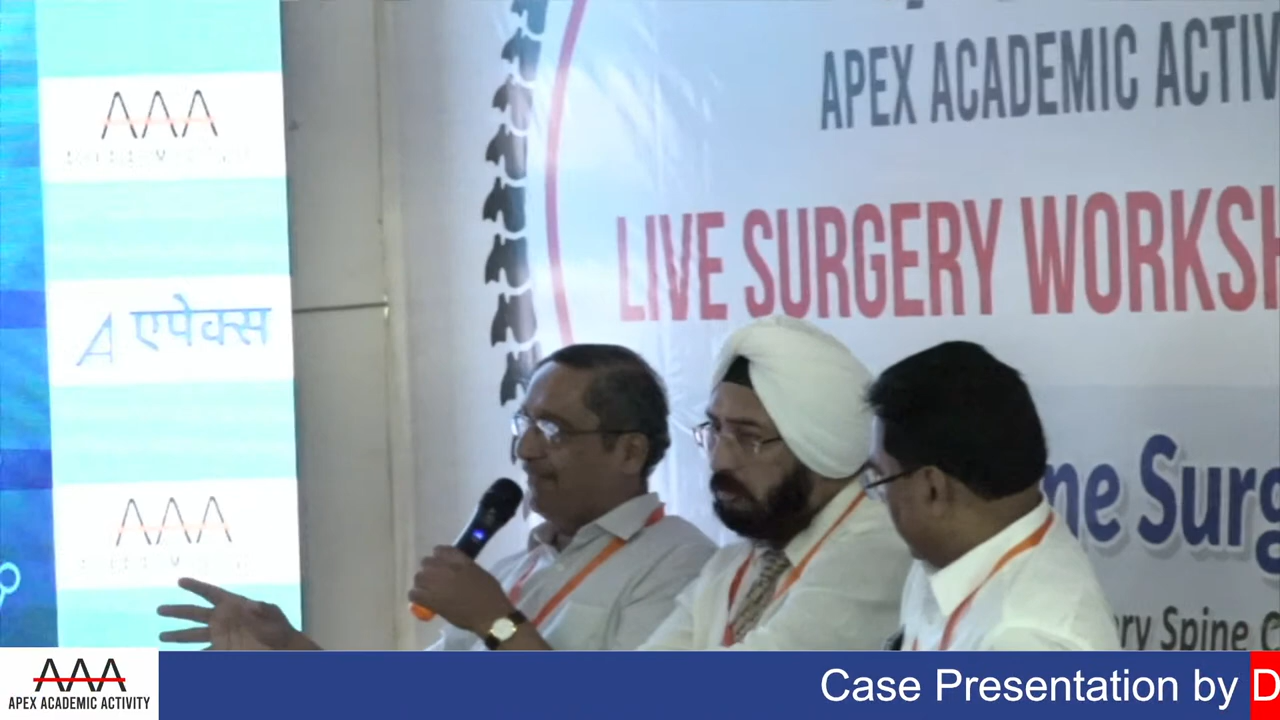 AAA
A एपेक्स
AAA
APEX ACADEMIC ACTIV
LIVE SURGERY WORKSH
ne Surg
ry Spine C
AAA
APEX ACADEMIC ACTIVITY
Case Presentation by D